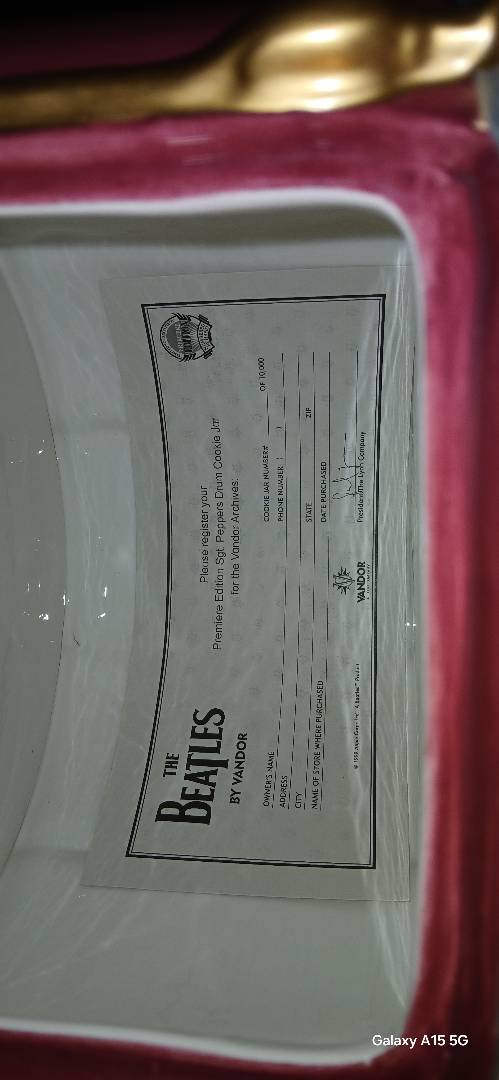 THE
BEATLES
BY VANDOR
Please register your
Premiere Edition Sgt. Peppers Drum Cookie Jar
for the Vandor Archives.
OWNER'S NAME
COOKIE JAR NUMBER# OF 10,000
ADDRESS
PHONE NUMBER ( )
CITY
STATE
ZIP
NAME OF STORE WHERE PURCHASED
DATE PURCHASED
VANDOR
President/The Lyon Company
Galaxy A15 5G